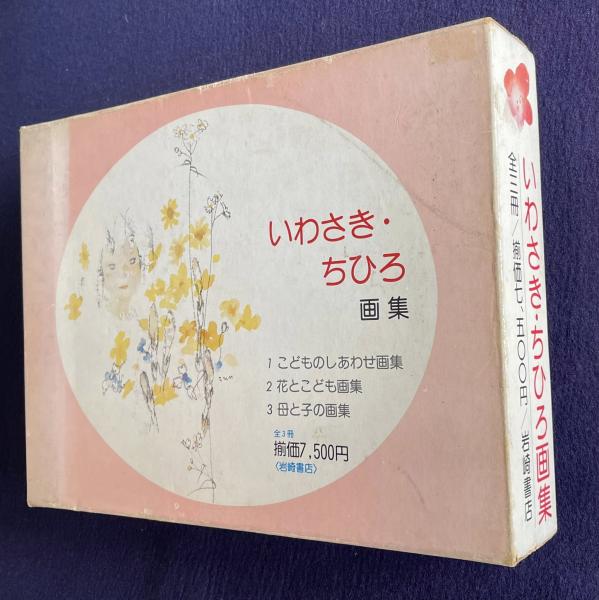 いわさき・
ちひろ
画集
1 こどものしあわせ画集
2 花とこども画集
3 母と子の画集
全3冊
揃価7,500円
〈岩崎書店〉
いわさき・ちひろ画集
全三冊／揃価七、五〇〇円／岩崎書店